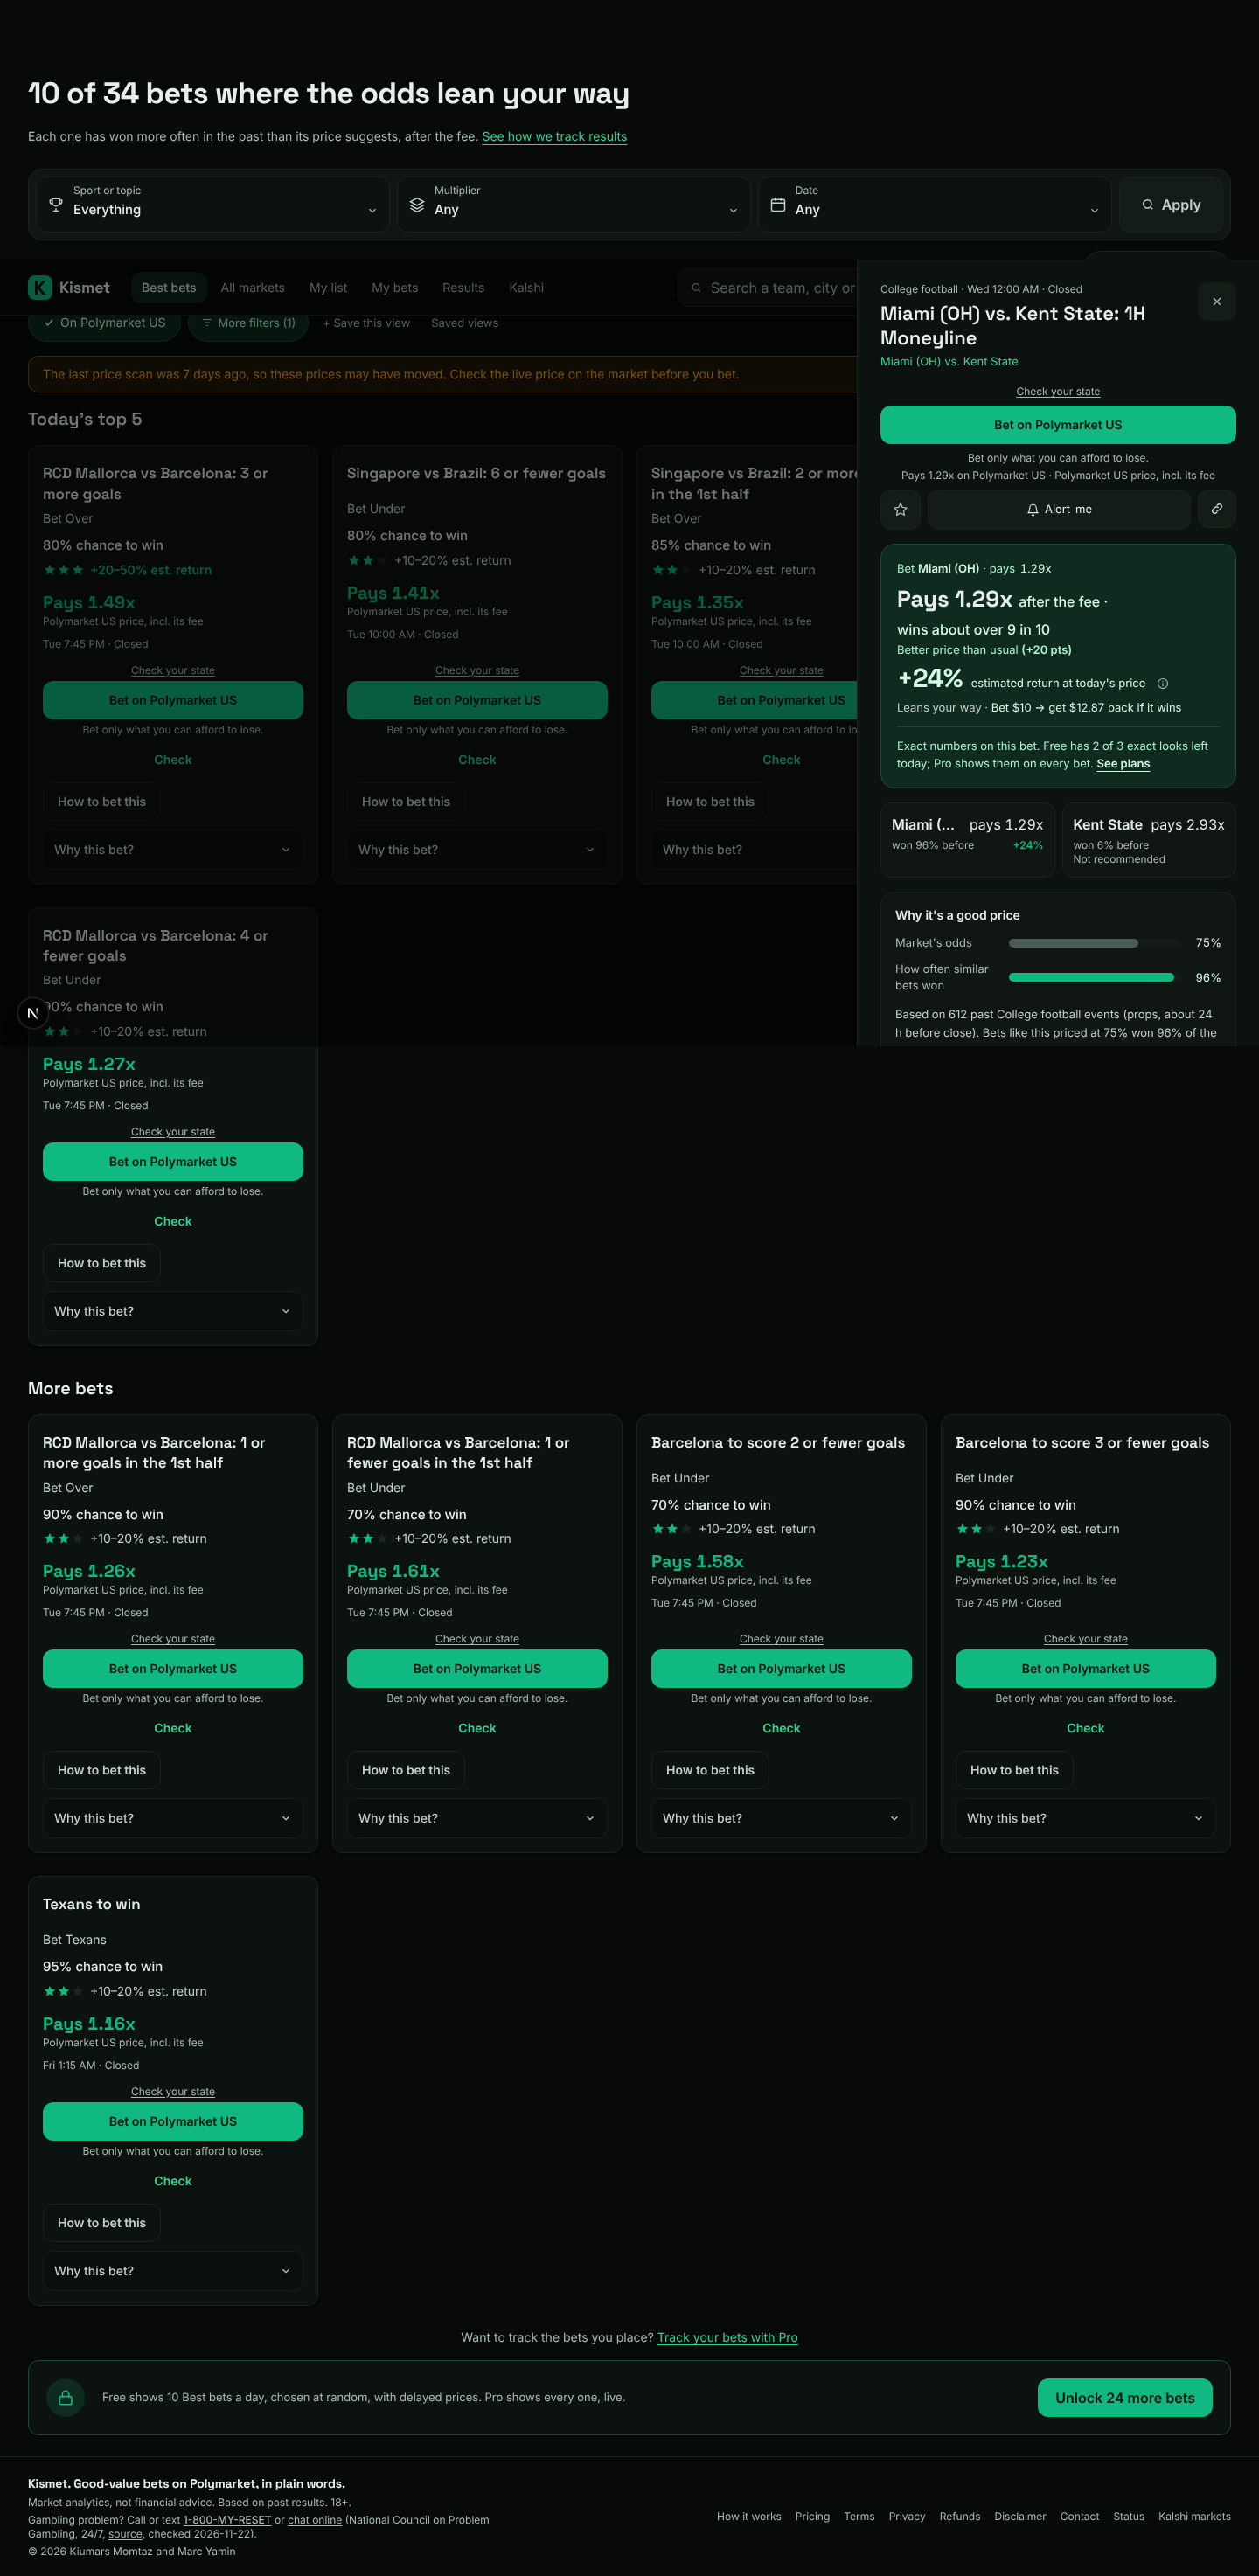 10 of 34 bets where the odds lean your way
Each one has won more often in the past than its price suggests, after the fee. See how we track results
Sport or topic
Everything
Multiplier
Any
Date
Any
Apply
Kismet
Best bets
All markets
My list
My bets
Results
Kalshi
Search a team, city or
On Polymarket US
More filters (1)
+ Save this view
Saved views
The last price scan was 7 days ago, so these prices may have moved. Check the live price on the market before you bet.
Today's top 5
RCD Mallorca vs Barcelona: 3 or
more goals
Bet Over
80% chance to win
+20–50% est. return
Pays 1.49x
Polymarket US price, incl. its fee
Tue 7:45 PM · Closed
Check your state
Bet on Polymarket US
Bet only what you can afford to lose.
Check
How to bet this
Why this bet?
Singapore vs Brazil: 6 or fewer goals
Bet Under
80% chance to win
+10–20% est. return
Pays 1.41x
Polymarket US price, incl. its fee
Tue 10:00 AM · Closed
Check your state
Bet on Polymarket US
Bet only what you can afford to lose.
Check
How to bet this
Why this bet?
Singapore vs Brazil: 2 or more
in the 1st half
Bet Over
85% chance to win
+10–20% est. return
Pays 1.35x
Polymarket US price, incl. its fee
Tue 10:00 AM · Closed
Check your state
Bet on Polymarket US
Bet only what you can afford to lo
Check
How to bet this
Why this bet?
College football · Wed 12:00 AM · Closed
Miami (OH) vs. Kent State: 1H
Moneyline
Miami (OH) vs. Kent State
Check your state
Bet on Polymarket US
Bet only what you can afford to lose.
Pays 1.29x on Polymarket US · Polymarket US price, incl. its fee
Alert me
Bet Miami (OH) · pays 1.29x
Pays 1.29x after the fee ·
wins about over 9 in 10
Better price than usual (+20 pts)
+24% estimated return at today's price
Leans your way · Bet $10 → get $12.87 back if it wins
Exact numbers on this bet. Free has 2 of 3 exact looks left
today; Pro shows them on every bet. See plans
Miami (... pays 1.29x
won 96% before +24%
Kent State pays 2.93x
won 6% before
Not recommended
Why it's a good price
Market's odds 75%
How often similar
bets won 96%
Based on 612 past College football events (props, about 24
h before close). Bets like this priced at 75% won 96% of the
RCD Mallorca vs Barcelona: 4 or
fewer goals
Bet Under
90% chance to win
+10–20% est. return
Pays 1.27x
Polymarket US price, incl. its fee
Tue 7:45 PM · Closed
Check your state
Bet on Polymarket US
Bet only what you can afford to lose.
Check
How to bet this
Why this bet?
More bets
RCD Mallorca vs Barcelona: 1 or
more goals in the 1st half
Bet Over
90% chance to win
+10–20% est. return
Pays 1.26x
Polymarket US price, incl. its fee
Tue 7:45 PM · Closed
Check your state
Bet on Polymarket US
Bet only what you can afford to lose.
Check
How to bet this
Why this bet?
RCD Mallorca vs Barcelona: 1 or
fewer goals in the 1st half
Bet Under
70% chance to win
+10–20% est. return
Pays 1.61x
Polymarket US price, incl. its fee
Tue 7:45 PM · Closed
Check your state
Bet on Polymarket US
Bet only what you can afford to lose.
Check
How to bet this
Why this bet?
Barcelona to score 2 or fewer goals
Bet Under
70% chance to win
+10–20% est. return
Pays 1.58x
Polymarket US price, incl. its fee
Tue 7:45 PM · Closed
Check your state
Bet on Polymarket US
Bet only what you can afford to lose.
Check
How to bet this
Why this bet?
Barcelona to score 3 or fewer goals
Bet Under
90% chance to win
+10–20% est. return
Pays 1.23x
Polymarket US price, incl. its fee
Tue 7:45 PM · Closed
Check your state
Bet on Polymarket US
Bet only what you can afford to lose.
Check
How to bet this
Why this bet?
Texans to win
Bet Texans
95% chance to win
+10–20% est. return
Pays 1.16x
Polymarket US price, incl. its fee
Fri 1:15 AM · Closed
Check your state
Bet on Polymarket US
Bet only what you can afford to lose.
Check
How to bet this
Why this bet?
Want to track the bets you place? Track your bets with Pro
Free shows 10 Best bets a day, chosen at random, with delayed prices. Pro shows every one, live.
Unlock 24 more bets
Kismet. Good-value bets on Polymarket, in plain words.
Market analytics, not financial advice. Based on past results. 18+.
Gambling problem? Call or text 1-800-MY-RESET or chat online (National Council on Problem
Gambling, 24/7, source, checked 2026-11-22).
© 2026 Kiumars Momtaz and Marc Yamin
How it works
Pricing
Terms
Privacy
Refunds
Disclaimer
Contact
Status
Kalshi markets